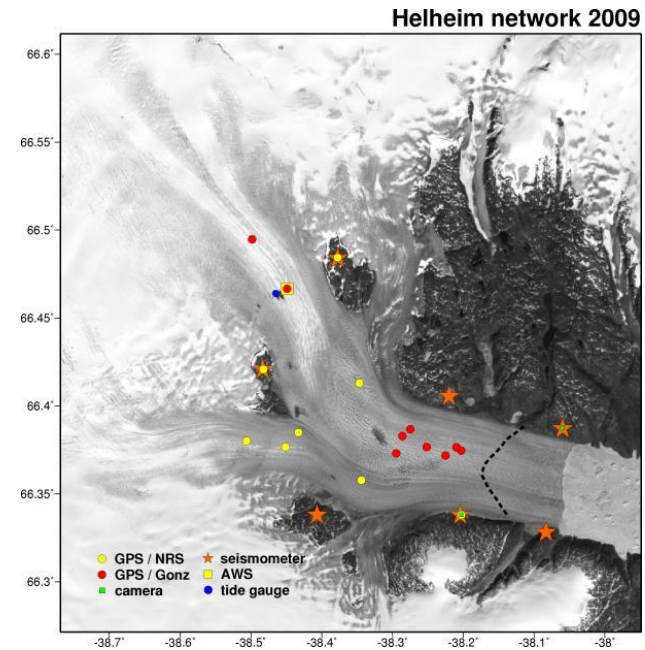 Helheim network 2009
66.6˚
66.55˚
66.5˚
66.45˚
66.4˚
66.35˚
66.3˚
GPS / NRS seismometer
GPS / Gonz AWS
camera tide gauge
-38.7˚ -38.6˚ -38.5˚ -38.4˚ -38.3˚ -38.2˚ -38.1˚ -38˚